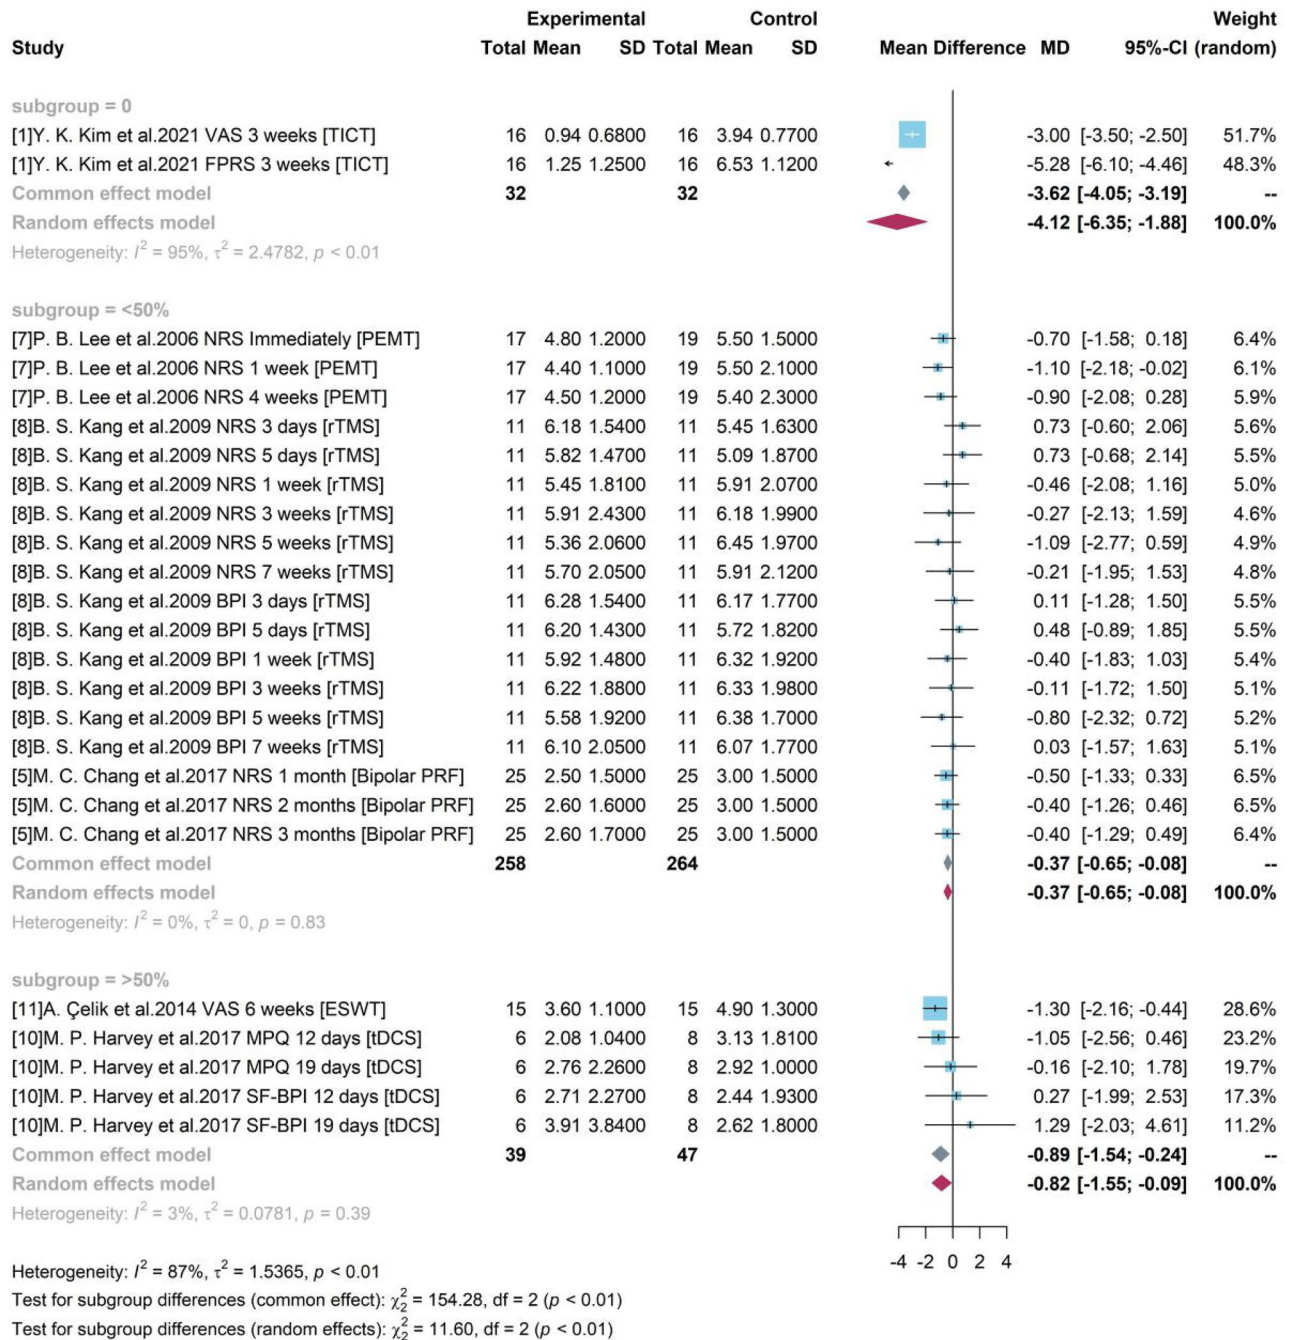 Experimental Control Weight
Study Total Mean SD Total Mean SD Mean Difference MD 95%-CI (random)
subgroup = 0
[1]Y. K. Kim et al.2021 VAS 3 weeks [TICT] 16 0.94 0.6800 16 3.94 0.7700 -3.00 [-3.50; -2.50] 51.7%
[1]Y. K. Kim et al.2021 FPRS 3 weeks [TICT] 16 1.25 1.2500 16 6.53 1.1200 -5.28 [-6.10; -4.46] 48.3%
Common effect model 32 32 -3.62 [-4.05; -3.19] --
Random effects model -4.12 [-6.35; -1.88] 100.0%
Heterogeneity: I² = 95%, τ² = 2.4782, p < 0.01
subgroup = <50%
[7]P. B. Lee et al.2006 NRS Immediately [PEMT] 17 4.80 1.2000 19 5.50 1.5000 -0.70 [-1.58; 0.18] 6.4%
[7]P. B. Lee et al.2006 NRS 1 week [PEMT] 17 4.40 1.1000 19 5.50 2.1000 -1.10 [-2.18; -0.02] 6.1%
[7]P. B. Lee et al.2006 NRS 4 weeks [PEMT] 17 4.50 1.2000 19 5.40 2.3000 -0.90 [-2.08; 0.28] 5.9%
[8]B. S. Kang et al.2009 NRS 3 days [rTMS] 11 6.18 1.5400 11 5.45 1.6300 0.73 [-0.60; 2.06] 5.6%
[8]B. S. Kang et al.2009 NRS 5 days [rTMS] 11 5.82 1.4700 11 5.09 1.8700 0.73 [-0.68; 2.14] 5.5%
[8]B. S. Kang et al.2009 NRS 1 week [rTMS] 11 5.45 1.8100 11 5.91 2.0700 -0.46 [-2.08; 1.16] 5.0%
[8]B. S. Kang et al.2009 NRS 3 weeks [rTMS] 11 5.91 2.4300 11 6.18 1.9900 -0.27 [-2.13; 1.59] 4.6%
[8]B. S. Kang et al.2009 NRS 5 weeks [rTMS] 11 5.36 2.0600 11 6.45 1.9700 -1.09 [-2.77; 0.59] 4.9%
[8]B. S. Kang et al.2009 NRS 7 weeks [rTMS] 11 5.70 2.0500 11 5.91 2.1200 -0.21 [-1.95; 1.53] 4.8%
[8]B. S. Kang et al.2009 BPI 3 days [rTMS] 11 6.28 1.5400 11 6.17 1.7700 0.11 [-1.28; 1.50] 5.5%
[8]B. S. Kang et al.2009 BPI 5 days [rTMS] 11 6.20 1.4300 11 5.72 1.8200 0.48 [-0.89; 1.85] 5.5%
[8]B. S. Kang et al.2009 BPI 1 week [rTMS] 11 5.92 1.4800 11 6.32 1.9200 -0.40 [-1.83; 1.03] 5.4%
[8]B. S. Kang et al.2009 BPI 3 weeks [rTMS] 11 6.22 1.8800 11 6.33 1.9800 -0.11 [-1.72; 1.50] 5.1%
[8]B. S. Kang et al.2009 BPI 5 weeks [rTMS] 11 5.58 1.9200 11 6.38 1.7000 -0.80 [-2.32; 0.72] 5.2%
[8]B. S. Kang et al.2009 BPI 7 weeks [rTMS] 11 6.10 2.0500 11 6.07 1.7700 0.03 [-1.57; 1.63] 5.1%
[5]M. C. Chang et al.2017 NRS 1 month [Bipolar PRF] 25 2.50 1.5000 25 3.00 1.5000 -0.50 [-1.33; 0.33] 6.5%
[5]M. C. Chang et al.2017 NRS 2 months [Bipolar PRF] 25 2.60 1.6000 25 3.00 1.5000 -0.40 [-1.26; 0.46] 6.5%
[5]M. C. Chang et al.2017 NRS 3 months [Bipolar PRF] 25 2.60 1.7000 25 3.00 1.5000 -0.40 [-1.29; 0.49] 6.4%
Common effect model 258 264 -0.37 [-0.65; -0.08] --
Random effects model -0.37 [-0.65; -0.08] 100.0%
Heterogeneity: I² = 0%, τ² = 0, p = 0.83
subgroup = >50%
[11]A. Çelik et al.2014 VAS 6 weeks [ESWT] 15 3.60 1.1000 15 4.90 1.3000 -1.30 [-2.16; -0.44] 28.6%
[10]M. P. Harvey et al.2017 MPQ 12 days [tDCS] 6 2.08 1.0400 8 3.13 1.8100 -1.05 [-2.56; 0.46] 23.2%
[10]M. P. Harvey et al.2017 MPQ 19 days [tDCS] 6 2.76 2.2600 8 2.92 1.0000 -0.16 [-2.10; 1.78] 19.7%
[10]M. P. Harvey et al.2017 SF-BPI 12 days [tDCS] 6 2.71 2.2700 8 2.44 1.9300 0.27 [-1.99; 2.53] 17.3%
[10]M. P. Harvey et al.2017 SF-BPI 19 days [tDCS] 6 3.91 3.8400 8 2.62 1.8000 1.29 [-2.03; 4.61] 11.2%
Common effect model 39 47 -0.89 [-1.54; -0.24] --
Random effects model -0.82 [-1.55; -0.09] 100.0%
Heterogeneity: I² = 3%, τ² = 0.0781, p = 0.39
-4 -2 0 2 4
Heterogeneity: I² = 87%, τ² = 1.5365, p < 0.01
Test for subgroup differences (common effect): χ²₂ = 154.28, df = 2 (p < 0.01)
Test for subgroup differences (random effects): χ²₂ = 11.60, df = 2 (p < 0.01)